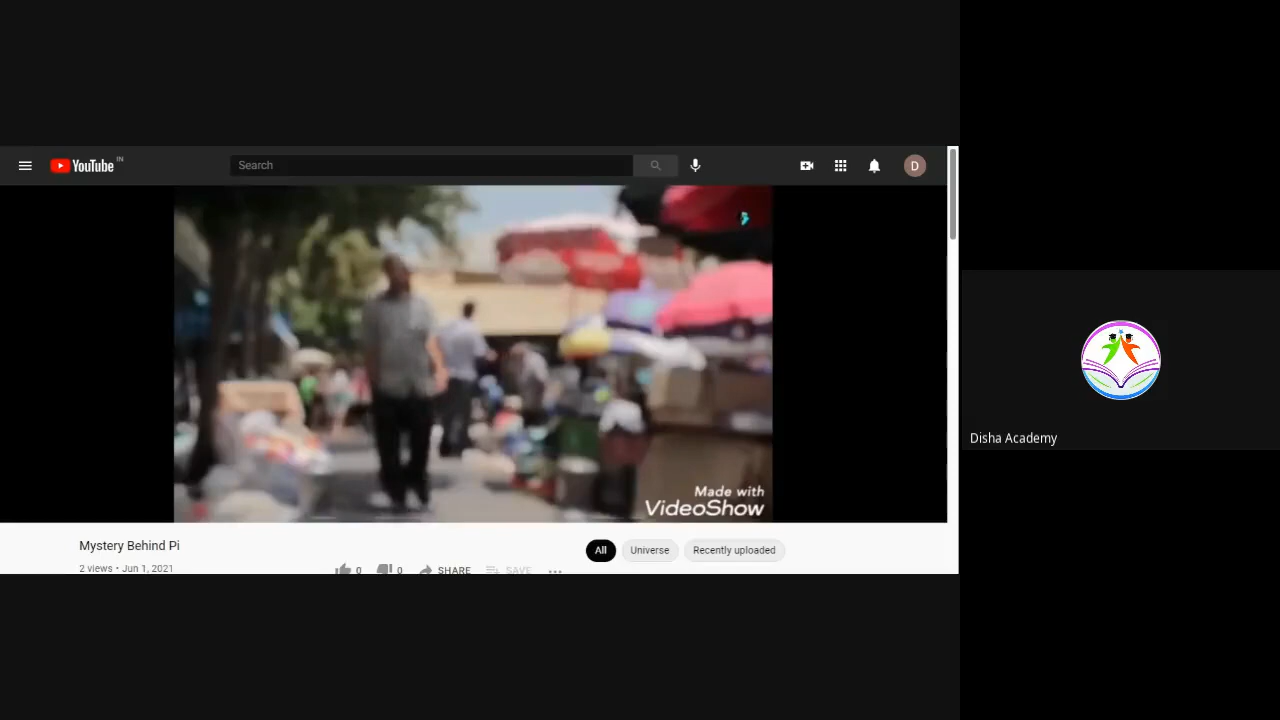 YouTube IN
Search
D
Made with
VideoShow
Mystery Behind Pi
All
Universe
Recently uploaded
2 views • Jun 1, 2021
0
0
SHARE
SAVE
Disha Academy